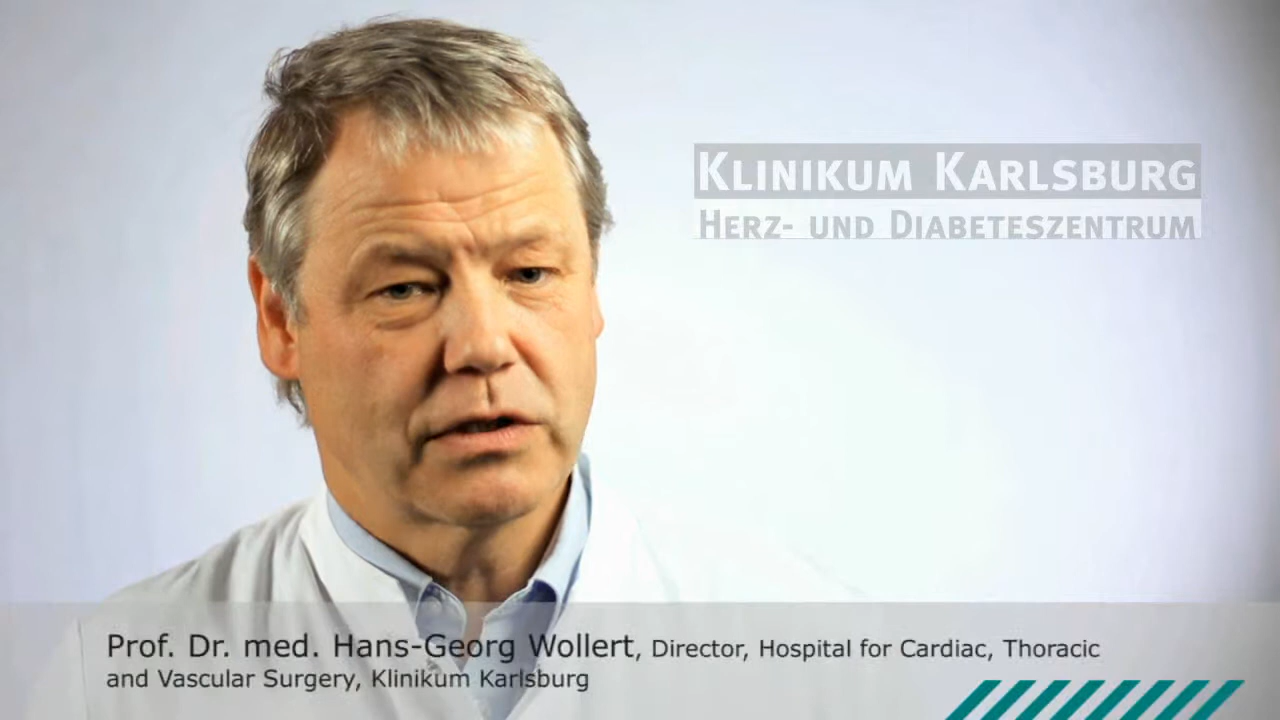 KLINIKUM KARLSBURG
HERZ- UND DIABETESZENTRUM
Prof. Dr. med. Hans-Georg Wollert, Director, Hospital for Cardiac, Thoracic
and Vascular Surgery, Klinikum Karlsburg